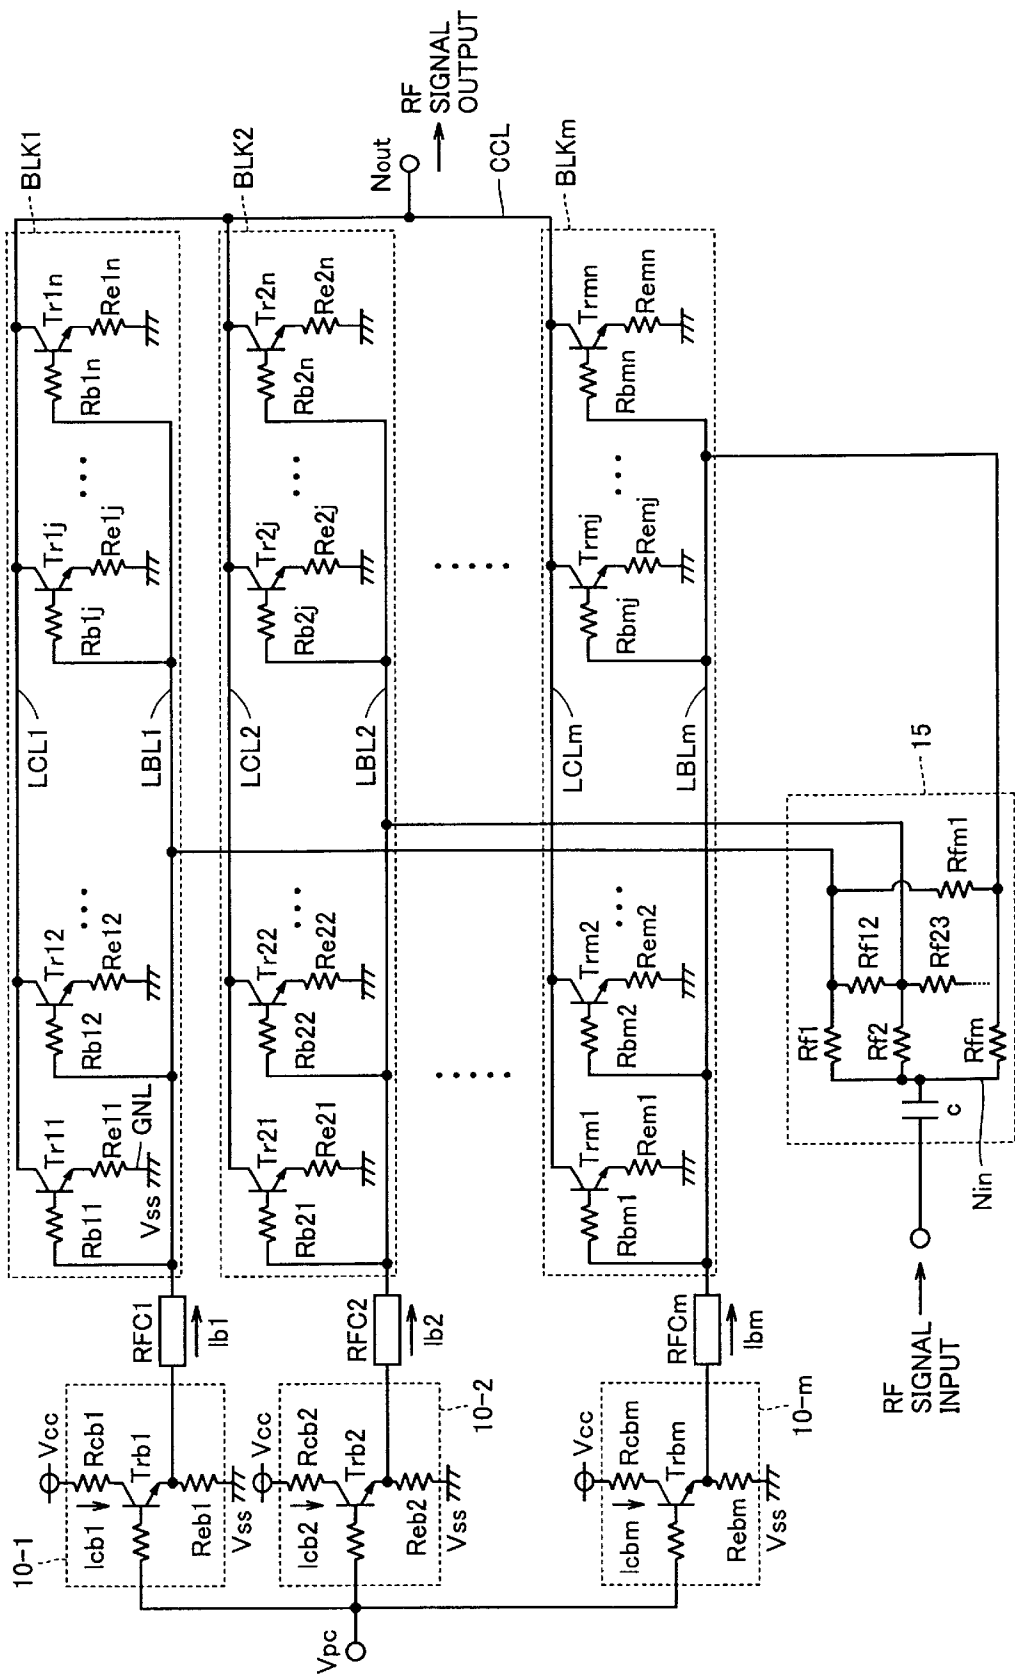 BLK1
LCL1
LBL1
Tr11
Rb11
Re11
GNL
Vss
Tr12
Rb12
Re12
Tr1j
Rb1j
Re1j
Tr1n
Rb1n
Re1n
BLK2
LCL2
LBL2
Tr21
Rb21
Re21
Tr22
Rb22
Re22
Tr2j
Rb2j
Re2j
Tr2n
Rb2n
Re2n
BLKm
LCLm
LBLm
Trm1
Rbm1
Rem1
Trm2
Rbm2
Rem2
Trmj
Rbmj
Remj
Trmn
Rbmn
Remn
Nout
RF
SIGNAL
OUTPUT
CCL
10-1
Vcc
Rcb1
Icb1
Trb1
Reb1
Vss
RFC1
Ib1
10-2
Vcc
Rcb2
Icb2
Trb2
Reb2
Vss
RFC2
Ib2
10-m
Vcc
Rcbm
Icbm
Trbm
Rebm
Vss
RFCm
Ibm
Vpc
15
Rf1
Rf12
Rf2
Rf23
Rfm
Rfm1
c
Nin
RF
SIGNAL
INPUT